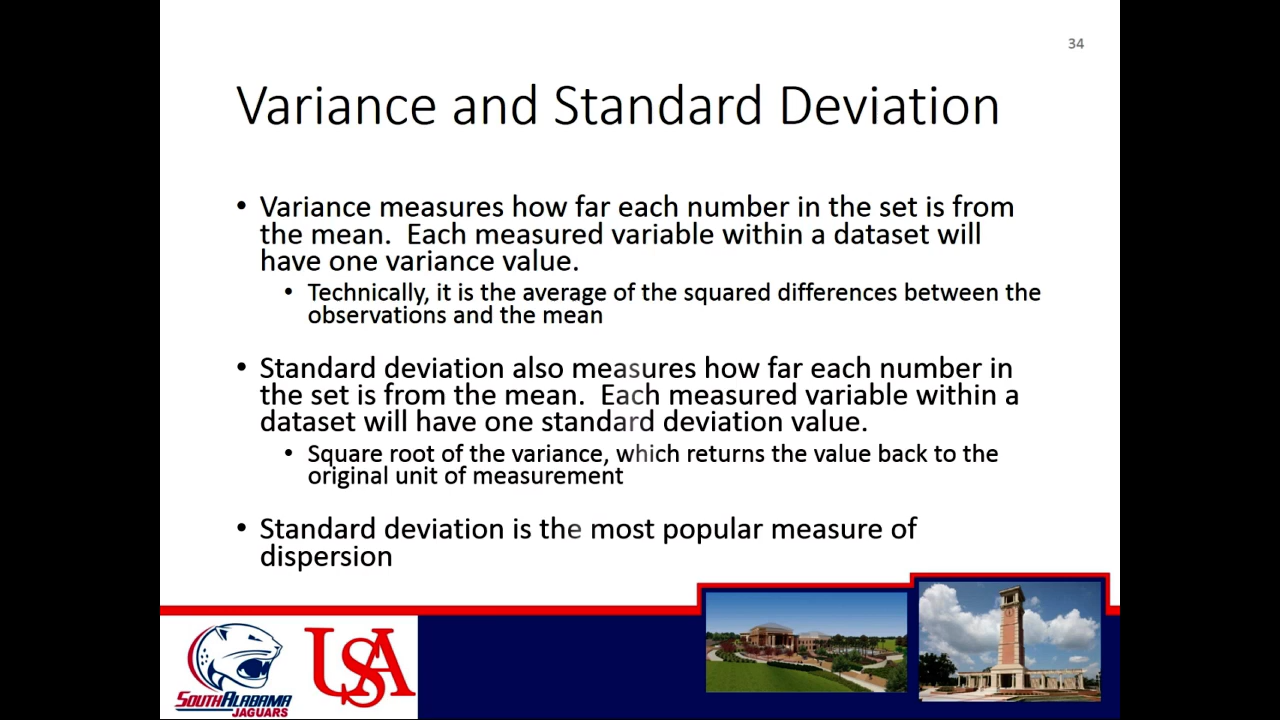 34
Variance and Standard Deviation
• Variance measures how far each number in the set is from
the mean.  Each measured variable within a dataset will
have one variance value.
• Technically, it is the average of the squared differences between the
observations and the mean
• Standard deviation also measures how far each number in
the set is from the mean.  Each measured variable within a
dataset will have one standard deviation value.
• Square root of the variance, which returns the value back to the
original unit of measurement
• Standard deviation is the most popular measure of
dispersion
SOUTH ALABAMA
JAGUARS
USA